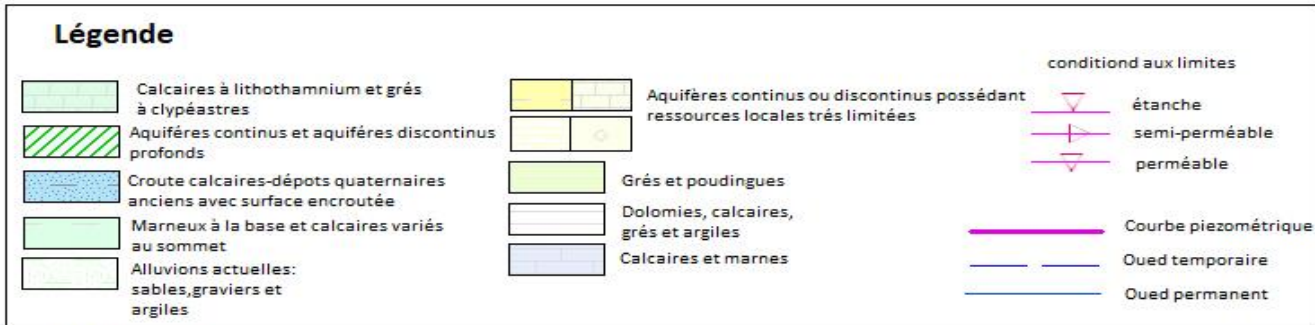 Légende
Calcaires à lithothamnium et grés
à clypéastres
Aquiféres continus et aquiféres discontinus
profonds
Croute calcaires-dépots quaternaires
anciens avec surface encroutée
Marneux à la base et calcaires variés
au sommet
Alluvions actuelles:
sables,graviers et
argiles
Aquifères continus ou discontinus possédant
ressources locales trés limitées
Grés et poudingues
Dolomies, calcaires,
grés et argiles
Calcaires et marnes
conditiond aux limites
étanche
semi-perméable
perméable
Courbe piezométrique
Oued temporaire
Oued permanent